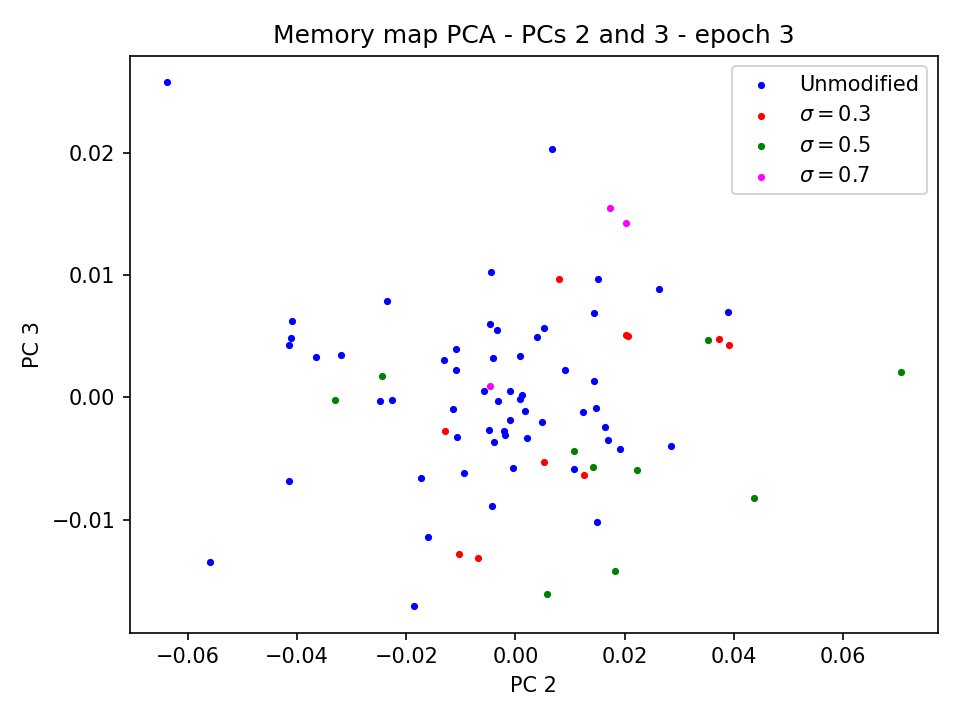 Memory map PCA - PCs 2 and 3 - epoch 3
Unmodified
σ = 0.3
σ = 0.5
σ = 0.7
0.02
0.01
0.00
−0.01
PC 3
−0.06 −0.04 −0.02 0.00 0.02 0.04 0.06
PC 2